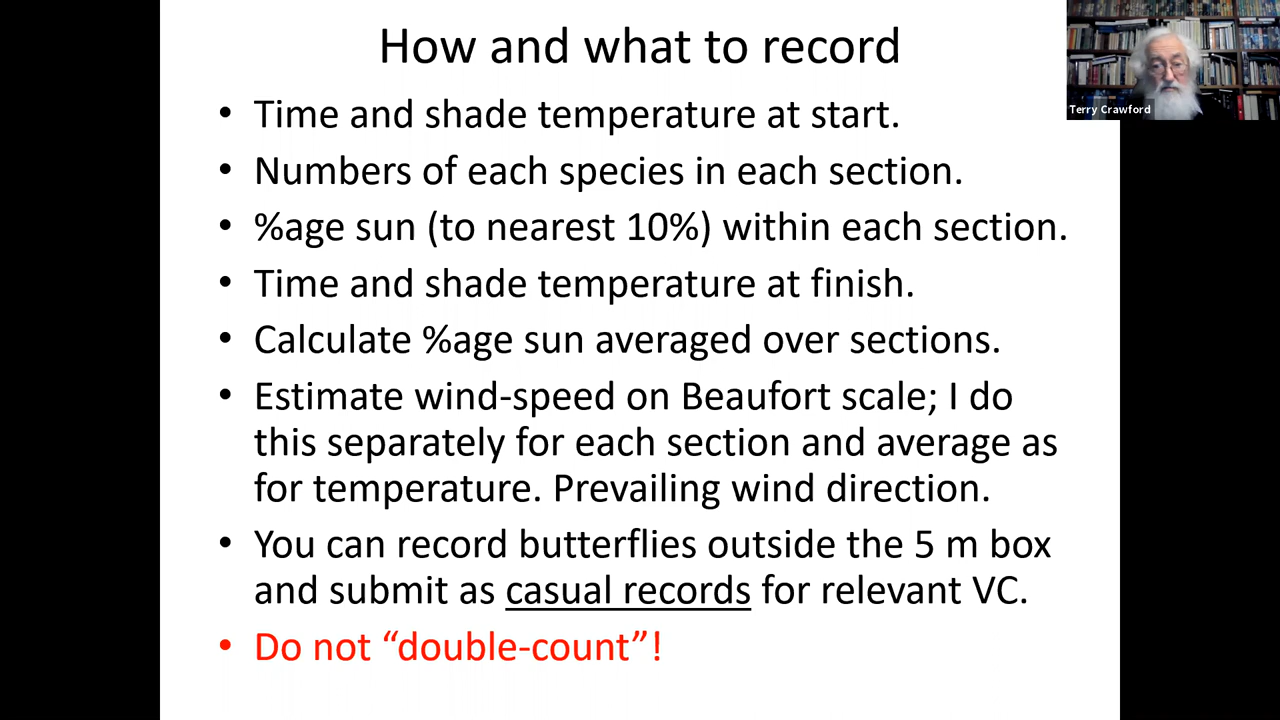 How and what to record
Terry Crawford
• Time and shade temperature at start.
• Numbers of each species in each section.
• %age sun (to nearest 10%) within each section.
• Time and shade temperature at finish.
• Calculate %age sun averaged over sections.
• Estimate wind-speed on Beaufort scale; I do
this separately for each section and average as
for temperature. Prevailing wind direction.
• You can record butterflies outside the 5 m box
and submit as casual records for relevant VC.
• Do not “double-count”!